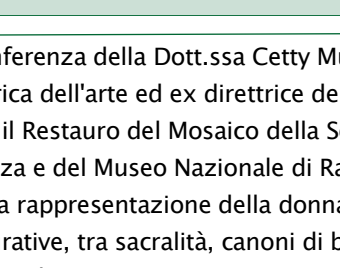 nferenza della Dott.ssa Cetty Mu
rica dell'arte ed ex direttrice de
il Restauro del Mosaico della So
za e del Museo Nazionale di Ra
a rappresentazione della donna
rative, tra sacralità, canoni di b